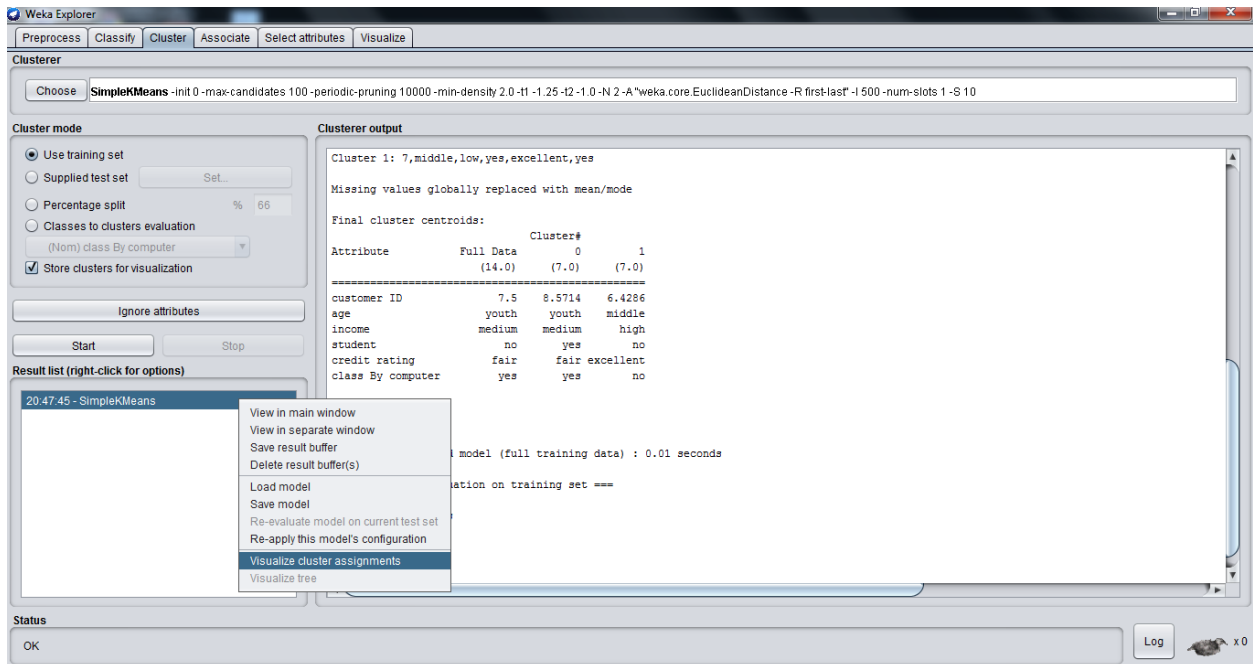 Weka Explorer
Preprocess Classify Cluster Associate Select attributes Visualize
Clusterer
Choose SimpleKMeans -init 0 -max-candidates 100 -periodic-pruning 10000 -min-density 2.0 -t1 -1.25 -t2 -1.0 -N 2 -A "weka.core.EuclideanDistance -R first-last" -I 500 -num-slots 1 -S 10
Cluster mode
Use training set
Supplied test set Set...
Percentage split % 66
Classes to clusters evaluation
(Nom) class By computer
Store clusters for visualization
Ignore attributes
Start Stop
Result list (right-click for options)
20:47:45 - SimpleKMeans
View in main window
View in separate window
Save result buffer
Delete result buffer(s)
Load model
Save model
Re-evaluate model on current test set
Re-apply this model's configuration
Visualize cluster assignments
Visualize tree
Clusterer output
Cluster 1: 7,middle,low,yes,excellent,yes
Missing values globally replaced with mean/mode
Final cluster centroids:
Cluster#
Attribute Full Data 0 1
(14.0) (7.0) (7.0)
==================================================
customer ID 7.5 8.5714 6.4286
age youth youth middle
income medium medium high
student no yes no
credit rating fair fair excellent
class By computer yes yes no
model (full training data) : 0.01 seconds
ation on training set ===
Status
OK
Log x 0